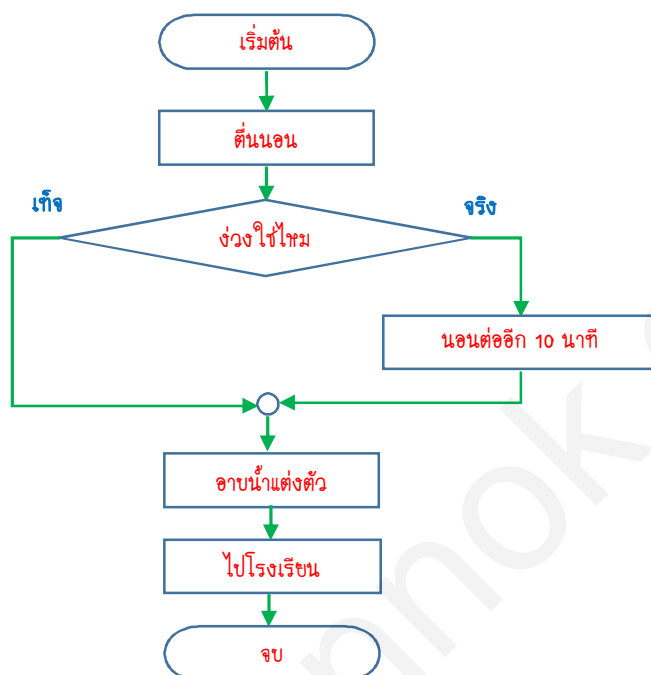 เริ่มต้น
ตื่นนอน
เท็จ
จริง
ง่วงใช่ไหม
นอนต่ออีก 10 นาที
อาบน้ำแต่งตัว
ไปโรงเรียน
จบ
nnok